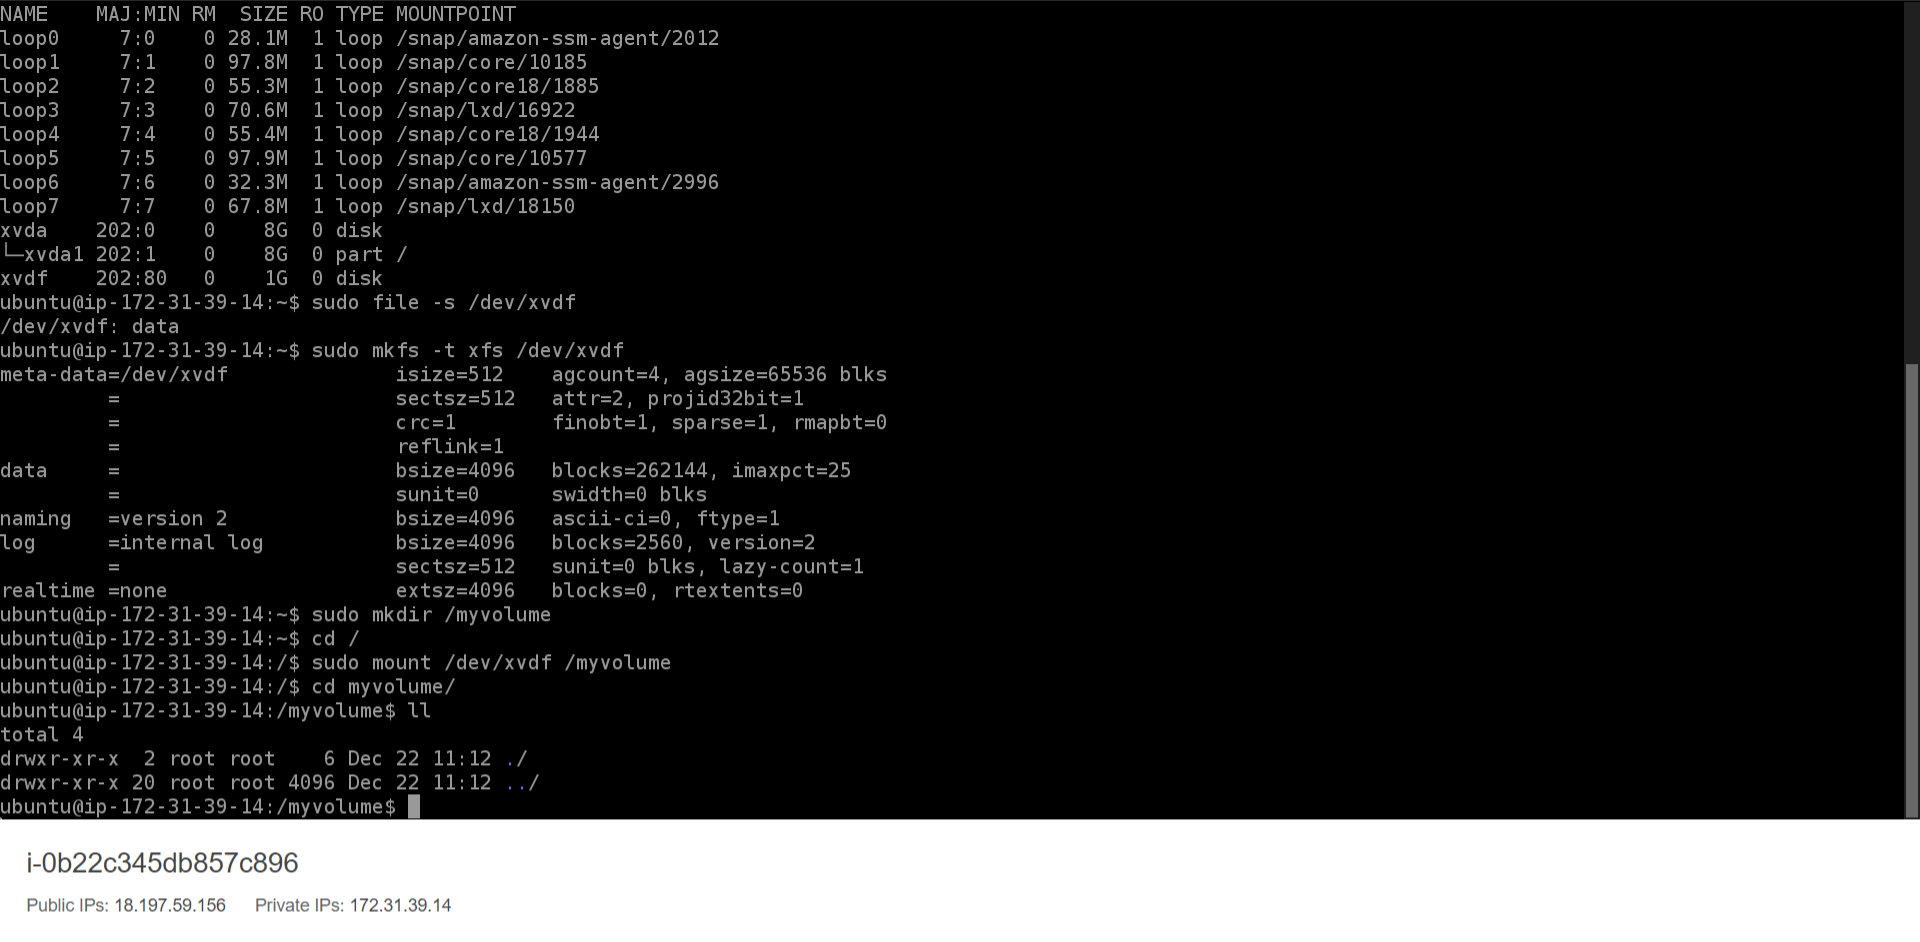 NAME    MAJ:MIN RM  SIZE RO TYPE MOUNTPOINT
loop0     7:0    0 28.1M  1 loop /snap/amazon-ssm-agent/2012
loop1     7:1    0 97.8M  1 loop /snap/core/10185
loop2     7:2    0 55.3M  1 loop /snap/core18/1885
loop3     7:3    0 70.6M  1 loop /snap/lxd/16922
loop4     7:4    0 55.4M  1 loop /snap/core18/1944
loop5     7:5    0 97.9M  1 loop /snap/core/10577
loop6     7:6    0 32.3M  1 loop /snap/amazon-ssm-agent/2996
loop7     7:7    0 67.8M  1 loop /snap/lxd/18150
xvda    202:0    0    8G  0 disk
└─xvda1 202:1    0    8G  0 part /
xvdf    202:80   0    1G  0 disk
ubuntu@ip-172-31-39-14:~$ sudo file -s /dev/xvdf
/dev/xvdf: data
ubuntu@ip-172-31-39-14:~$ sudo mkfs -t xfs /dev/xvdf
meta-data=/dev/xvdf              isize=512    agcount=4, agsize=65536 blks
         =                       sectsz=512   attr=2, projid32bit=1
         =                       crc=1        finobt=1, sparse=1, rmapbt=0
         =                       reflink=1
data     =                       bsize=4096   blocks=262144, imaxpct=25
         =                       sunit=0      swidth=0 blks
naming   =version 2              bsize=4096   ascii-ci=0, ftype=1
log      =internal log           bsize=4096   blocks=2560, version=2
         =                       sectsz=512   sunit=0 blks, lazy-count=1
realtime =none                   extsz=4096   blocks=0, rtextents=0
ubuntu@ip-172-31-39-14:~$ sudo mkdir /myvolume
ubuntu@ip-172-31-39-14:~$ cd /
ubuntu@ip-172-31-39-14:/$ sudo mount /dev/xvdf /myvolume
ubuntu@ip-172-31-39-14:/$ cd myvolume/
ubuntu@ip-172-31-39-14:/myvolume$ ll
total 4
drwxr-xr-x  2 root root    6 Dec 22 11:12 ./
drwxr-xr-x 20 root root 4096 Dec 22 11:12 ../
ubuntu@ip-172-31-39-14:/myvolume$
i-0b22c345db857c896
Public IPs: 18.197.59.156    Private IPs: 172.31.39.14